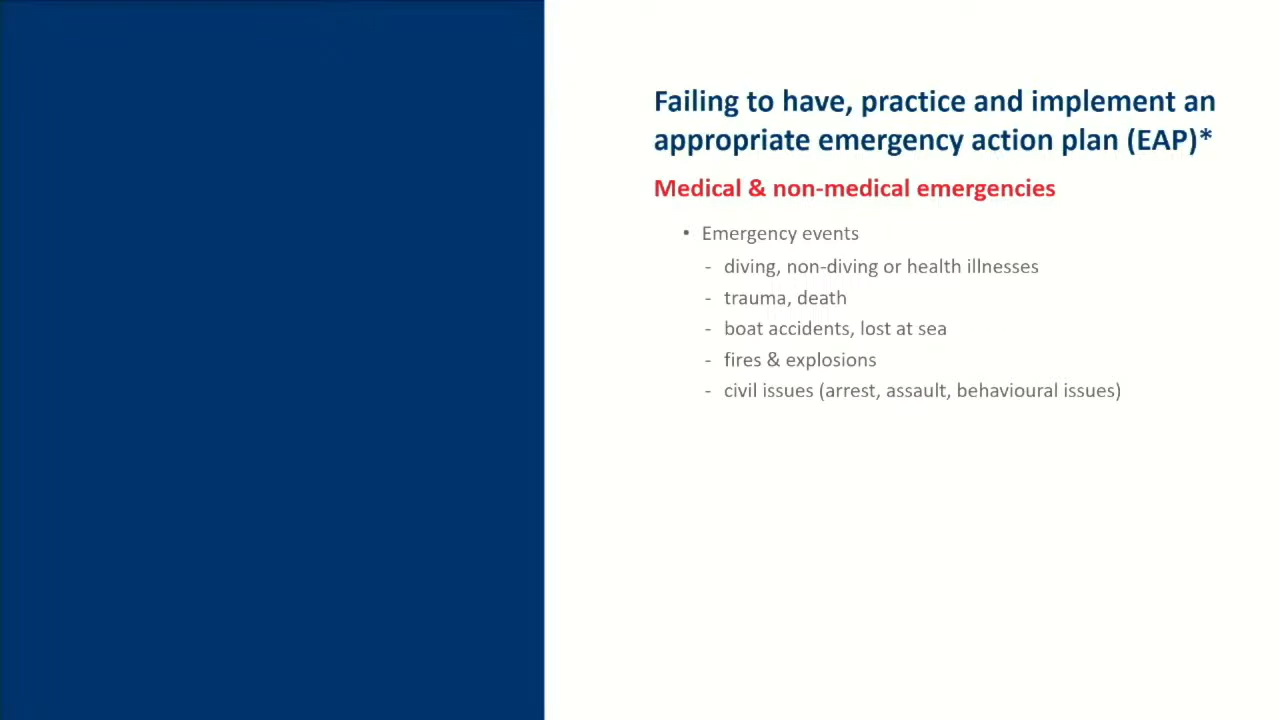 Failing to have, practice and implement an
appropriate emergency action plan (EAP)*
Medical & non-medical emergencies
• Emergency events
- diving, non-diving or health illnesses
- trauma, death
- boat accidents, lost at sea
- fires & explosions
- civil issues (arrest, assault, behavioural issues)